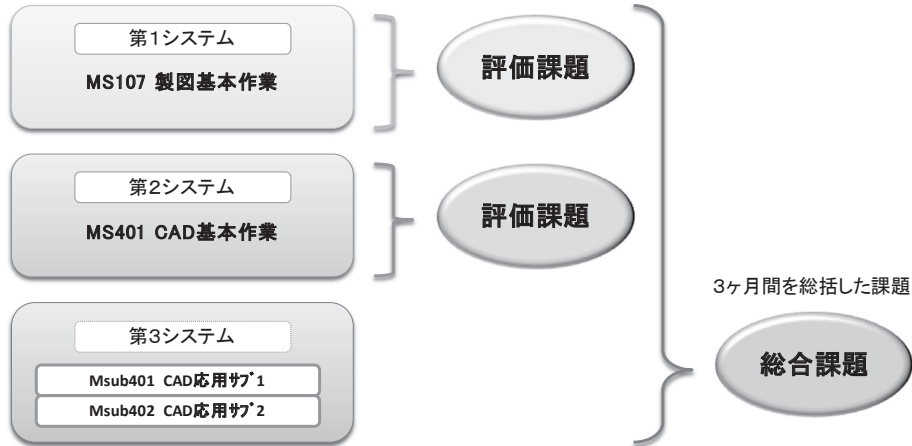 第1システム
MS107 製図基本作業
評価課題
第2システム
MS401 CAD基本作業
評価課題
第3システム
Msub401 CAD応用ｻﾌﾞ1
Msub402 CAD応用ｻﾌﾞ2
3ヶ月間を総括した課題
総合課題